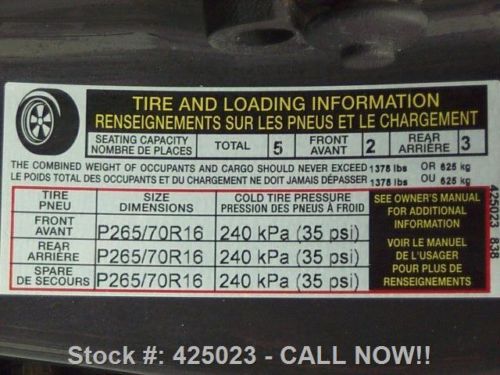 TIRE AND LOADING INFORMATION
RENSEIGNEMENTS SUR LES PNEUS ET LE CHARGEMENT
SEATING CAPACITY
NOMBRE DE PLACES
TOTAL 5
FRONT
AVANT 2
REAR
ARRIÈRE 3
THE COMBINED WEIGHT OF OCCUPANTS AND CARGO SHOULD NEVER EXCEED 1378 lbs OR 625 kg
LE POIDS TOTAL DES OCCUPANTS ET DU CHARGEMENT NE DOIT JAMAIS DÉPASSER 1378 lbs OU 625 kg
TIRE
PNEU
SIZE
DIMENSIONS
COLD TIRE PRESSURE
PRESSION DES PNEUS À FROID
FRONT
AVANT
P265/70R16 240 kPa (35 psi)
REAR
ARRIÈRE
P265/70R16 240 kPa (35 psi)
SPARE
DE SECOURS
P265/70R16 240 kPa (35 psi)
SEE OWNER'S MANUAL
FOR ADDITIONAL
INFORMATION
VOIR LE MANUEL
DE L'USAGER
POUR PLUS DE
RENSEIGNEMENTS
425023 838
Stock #: 425023 - CALL NOW!!